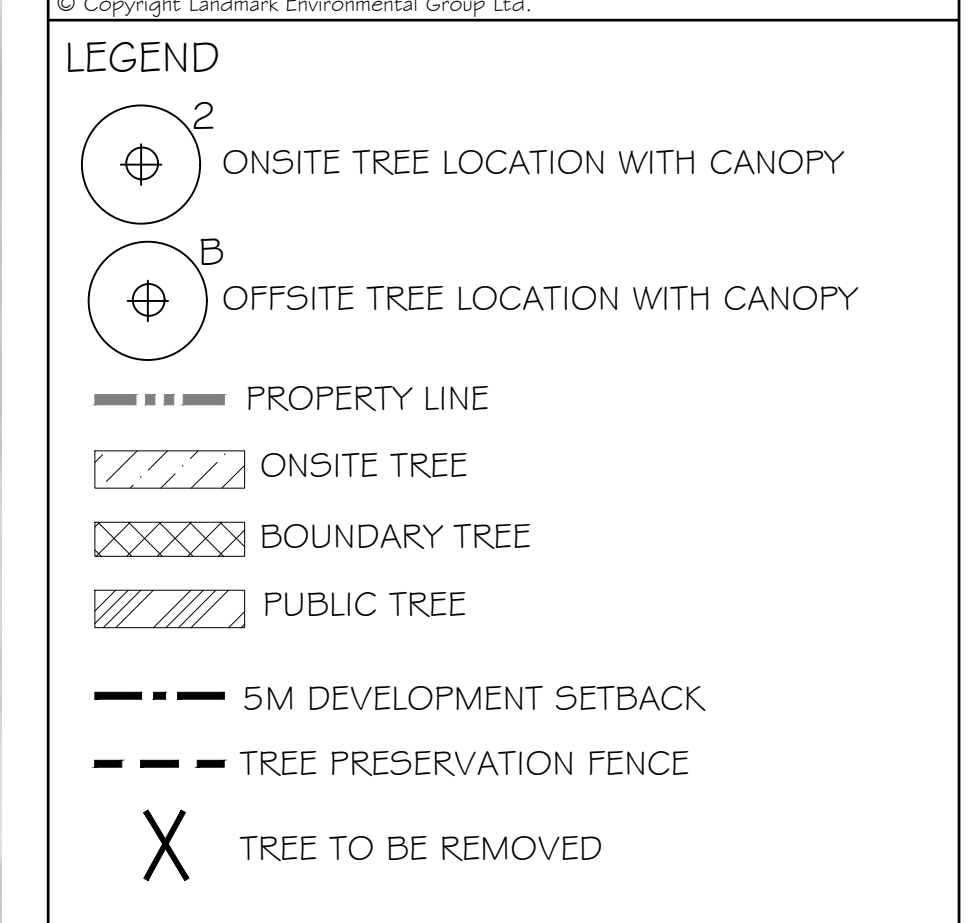 © Copyright Landmark Environmental Group Ltd.
LEGEND
2
ONSITE TREE LOCATION WITH CANOPY
B
OFFSITE TREE LOCATION WITH CANOPY
PROPERTY LINE
ONSITE TREE
BOUNDARY TREE
PUBLIC TREE
5M DEVELOPMENT SETBACK
TREE PRESERVATION FENCE
TREE TO BE REMOVED